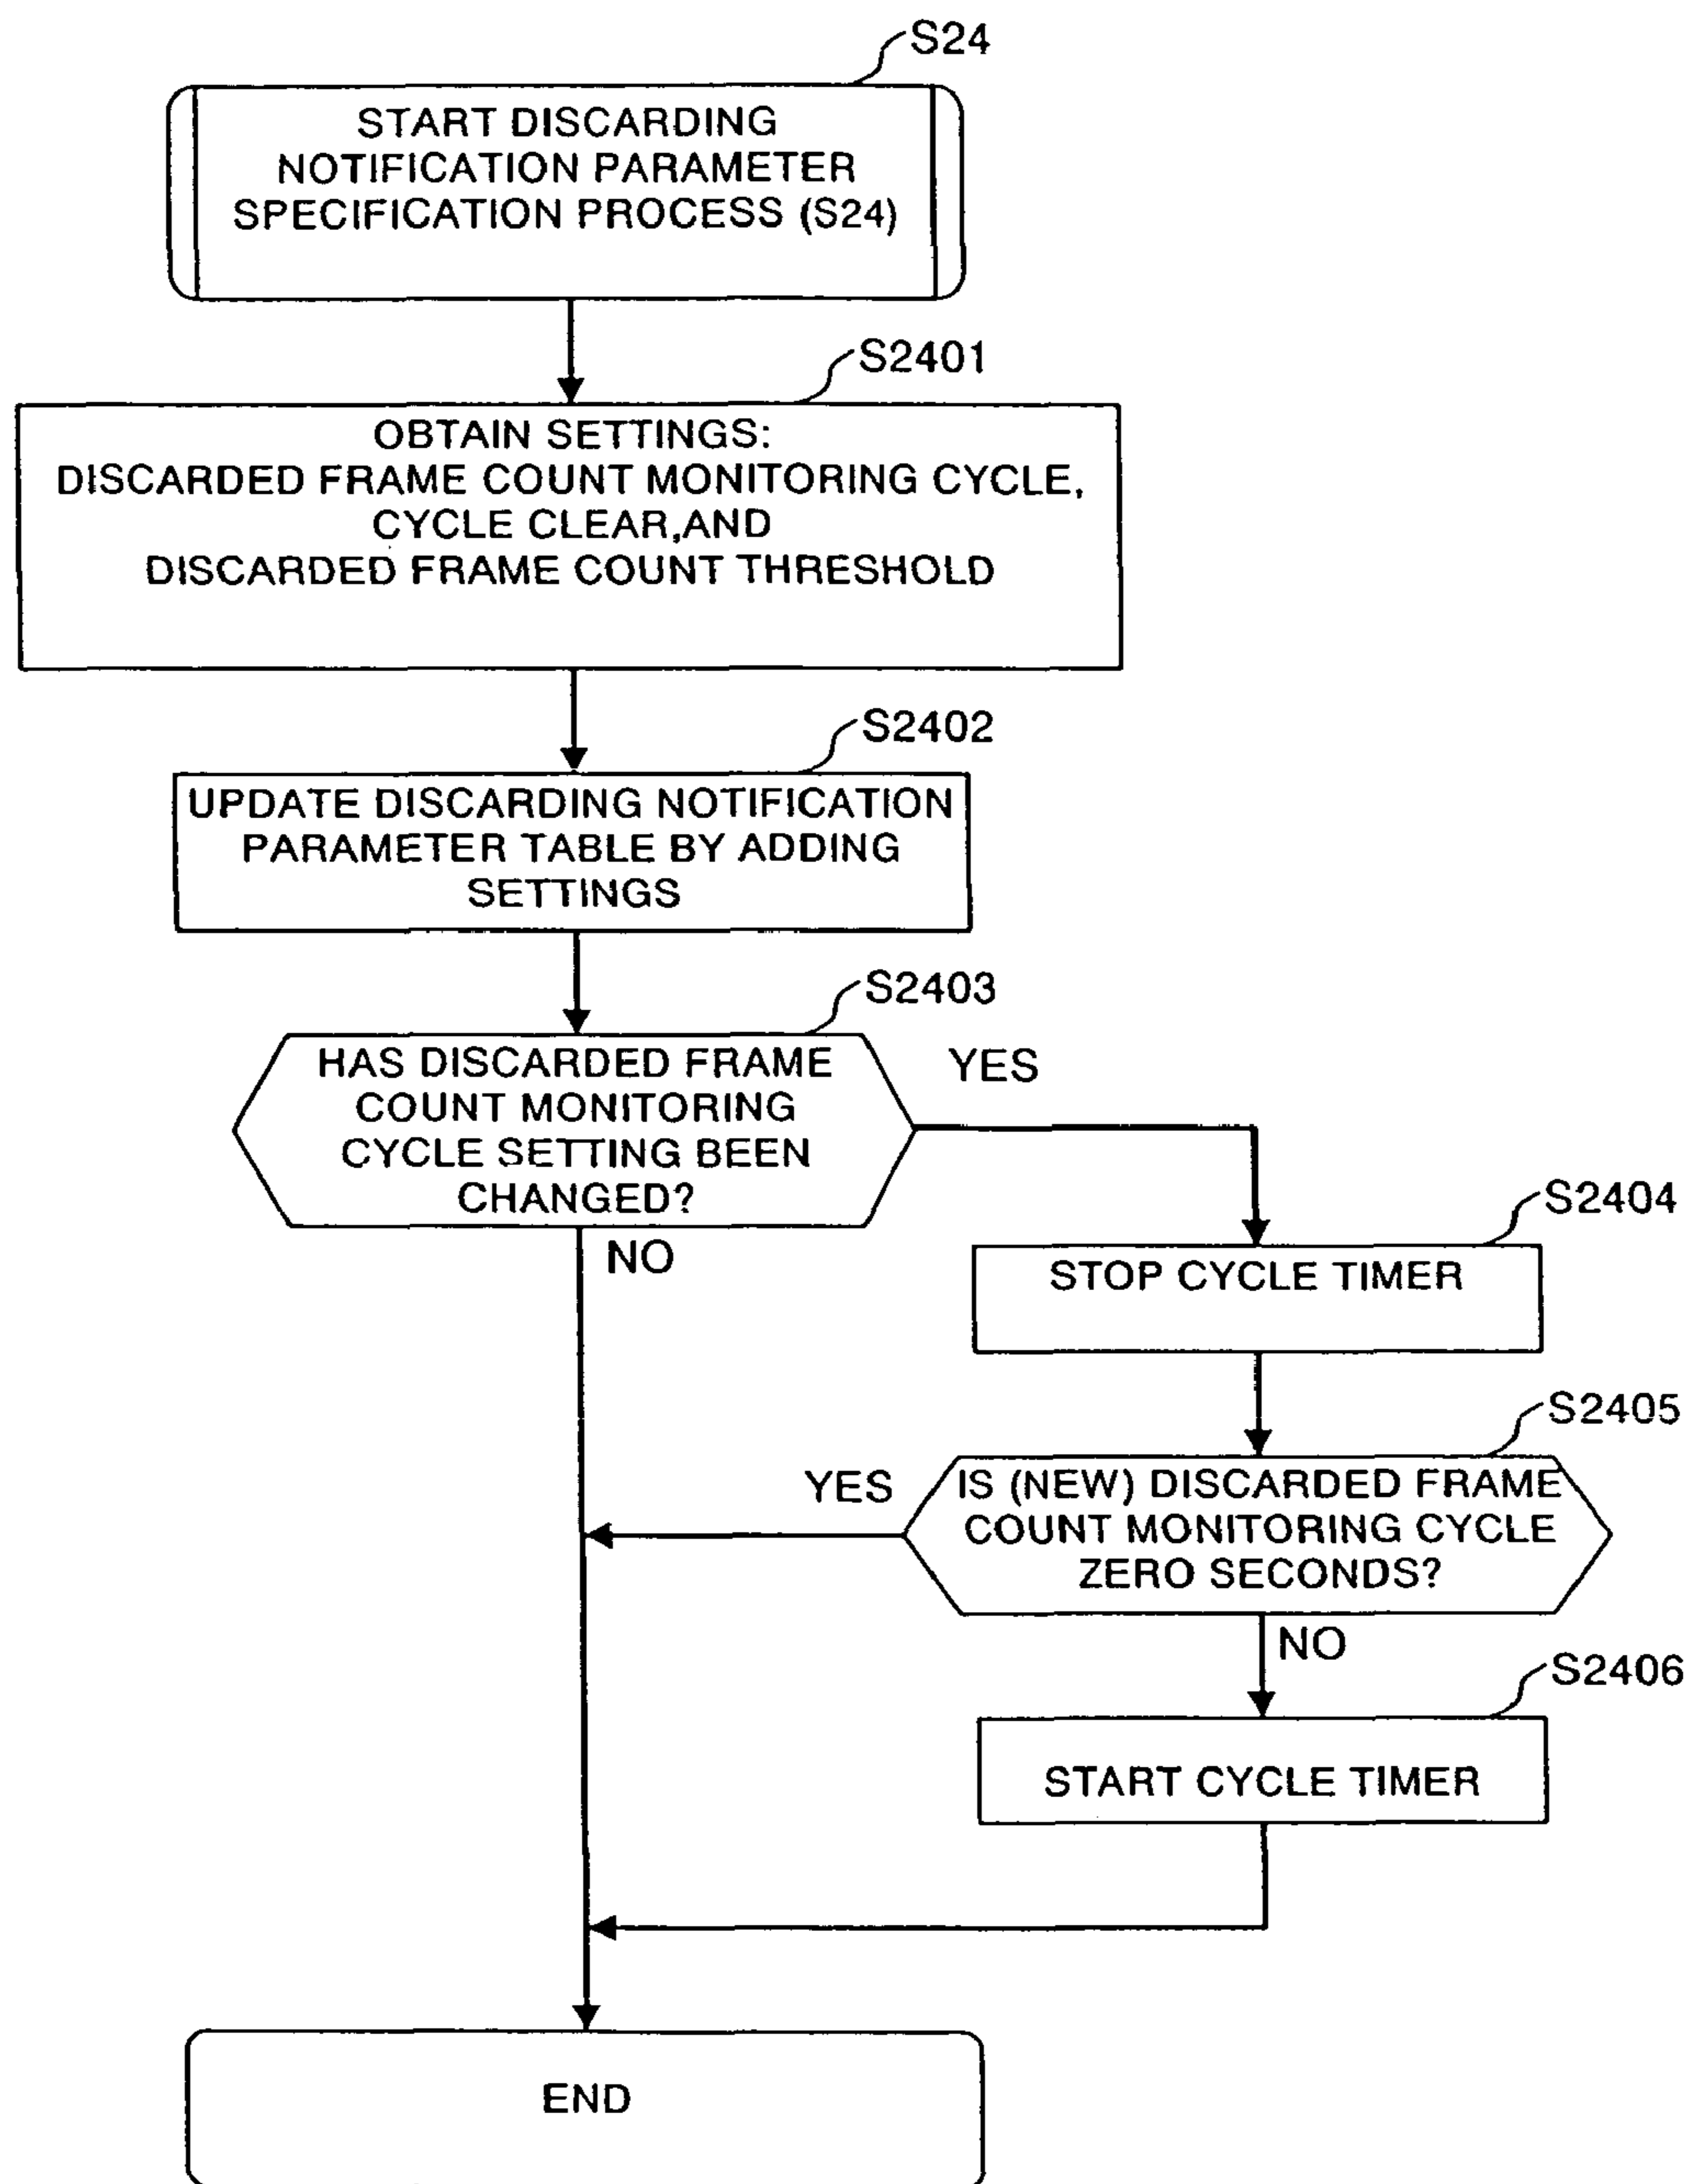 S24
START DISCARDING
NOTIFICATION PARAMETER
SPECIFICATION PROCESS (S24)
S2401
OBTAIN SETTINGS:
DISCARDED FRAME COUNT MONITORING CYCLE,
CYCLE CLEAR,AND
DISCARDED FRAME COUNT THRESHOLD
S2402
UPDATE DISCARDING NOTIFICATION
PARAMETER TABLE BY ADDING
SETTINGS
S2403
HAS DISCARDED FRAME
COUNT MONITORING
CYCLE SETTING BEEN
CHANGED?
YES
NO
S2404
STOP CYCLE TIMER
S2405
YES
IS (NEW) DISCARDED FRAME
COUNT MONITORING CYCLE
ZERO SECONDS?
NO
S2406
START CYCLE TIMER
END